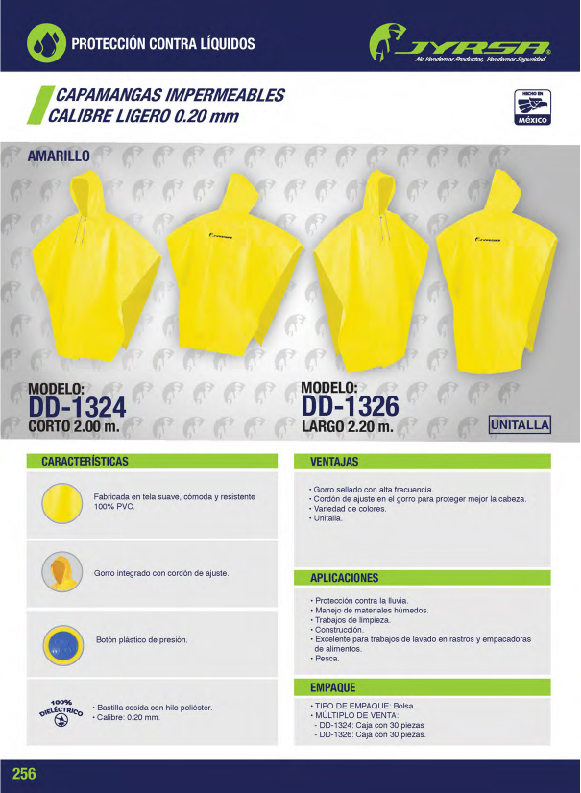 PROTECCIÓN CONTRA LÍQUIDOS
JYRSA®
No Vendemos Productos, Vendemos Seguridad
CAPAMANGAS IMPERMEABLES
CALIBRE LIGERO 0.20 mm
HECHO EN
MÉXICO
AMARILLO
JYRSA
JYRSA
MODELO:
DD-1324
CORTO 2.00 m.
MODELO:
DD-1326
LARGO 2.20 m.
UNITALLA
CARACTERÍSTICAS
Fabricada en tela suave, cómoda y resistente
100% PVC.
Gorro integrado con cordón de ajuste.
Botón plástico de presión.
100%
DIELÉCTRICO
• Bastilla cosida con hilo poliéster.
• Calibre: 0.20 mm.
VENTAJAS
• Gorro sellado con alta frecuencia.
• Cordón de ajuste en el gorro para proteger mejor la cabeza.
• Variedad de colores.
• Unitalla.
APLICACIONES
• Protección contra la lluvia.
• Manejo de materiales húmedos.
• Trabajos de limpieza.
• Construcción.
• Excelente para trabajos de lavado en rastros y empacadoras
de alimentos.
• Pesca.
EMPAQUE
• TIPO DE EMPAQUE: Bolsa
• MÚLTIPLO DE VENTA:
- DD-1324: Caja con 30 piezas
- DD-1326: Caja con 30 piezas.
256